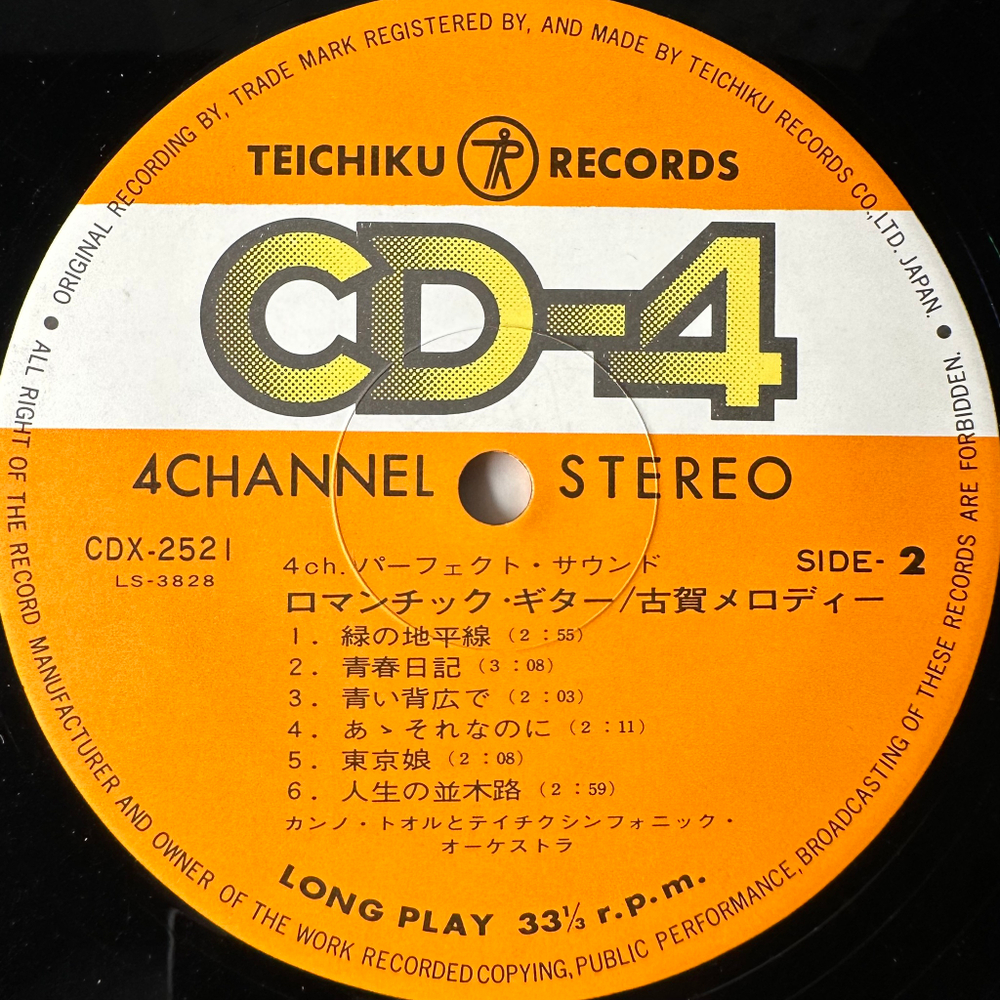 ORIGINAL RECORDING BY, TRADE MARK REGISTERED BY, AND MADE BY TEICHIKU RECORDS CO., LTD. JAPAN.
TEICHIKU RECORDS
CD-4
4CHANNEL STEREO
CDX-2521
LS-3828
SIDE-2
4ch.パーフェクト・サウンド
ロマンチック・ギター/古賀メロディー
1. 緑の地平線 (2:55)
2. 青春日記 (3:08)
3. 青い背広で (2:03)
4. あゝそれなのに (2:11)
5. 東京娘 (2:08)
6. 人生の並木路 (2:59)
カンノ・トオルとテイチクシンフォニック・
オーケストラ
LONG PLAY 33⅓ r.p.m.
ALL RIGHT OF THE RECORD MANUFACTURER AND OWNER OF THE WORK RECORDED COPYING, PUBLIC PERFORMANCE, BROADCASTING OF THESE RECORDS ARE FORBIDDEN.